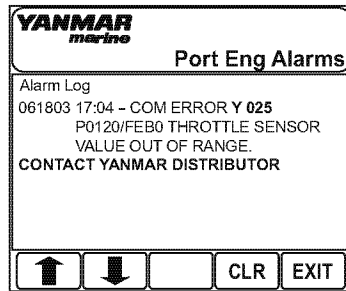 YANMAR
marine
Port Eng Alarms
Alarm Log
061803 17:04 – COM ERROR Y 025
P0120/FEB0 THROTTLE SENSOR
VALUE OUT OF RANGE.
CONTACT YANMAR DISTRIBUTOR
CLR EXIT